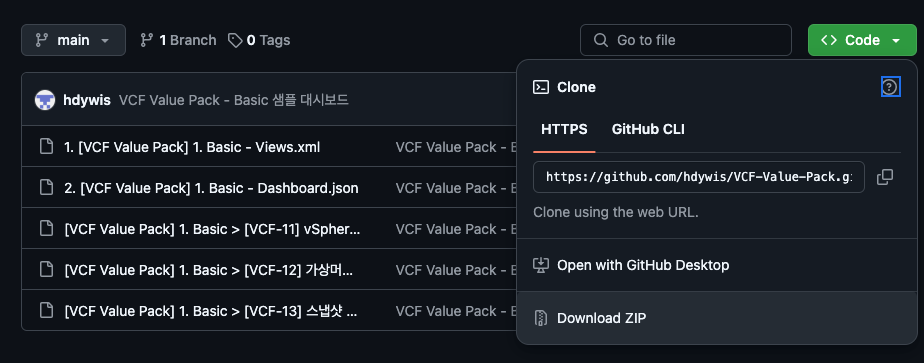 main
1 Branch
0 Tags
Go to file
Code
hdywis VCF Value Pack - Basic 샘플 대시보드
1. [VCF Value Pack] 1. Basic - Views.xml VCF Value Pack -
2. [VCF Value Pack] 1. Basic - Dashboard.json VCF Value Pack -
[VCF Value Pack] 1. Basic > [VCF-11] vSpher... VCF Value Pack -
[VCF Value Pack] 1. Basic > [VCF-12] 가상머... VCF Value Pack -
[VCF Value Pack] 1. Basic > [VCF-13] 스냅샷 ... VCF Value Pack -
Clone
HTTPS
GitHub CLI
https://github.com/hdywis/VCF-Value-Pack.gi
Clone using the web URL.
Open with GitHub Desktop
Download ZIP